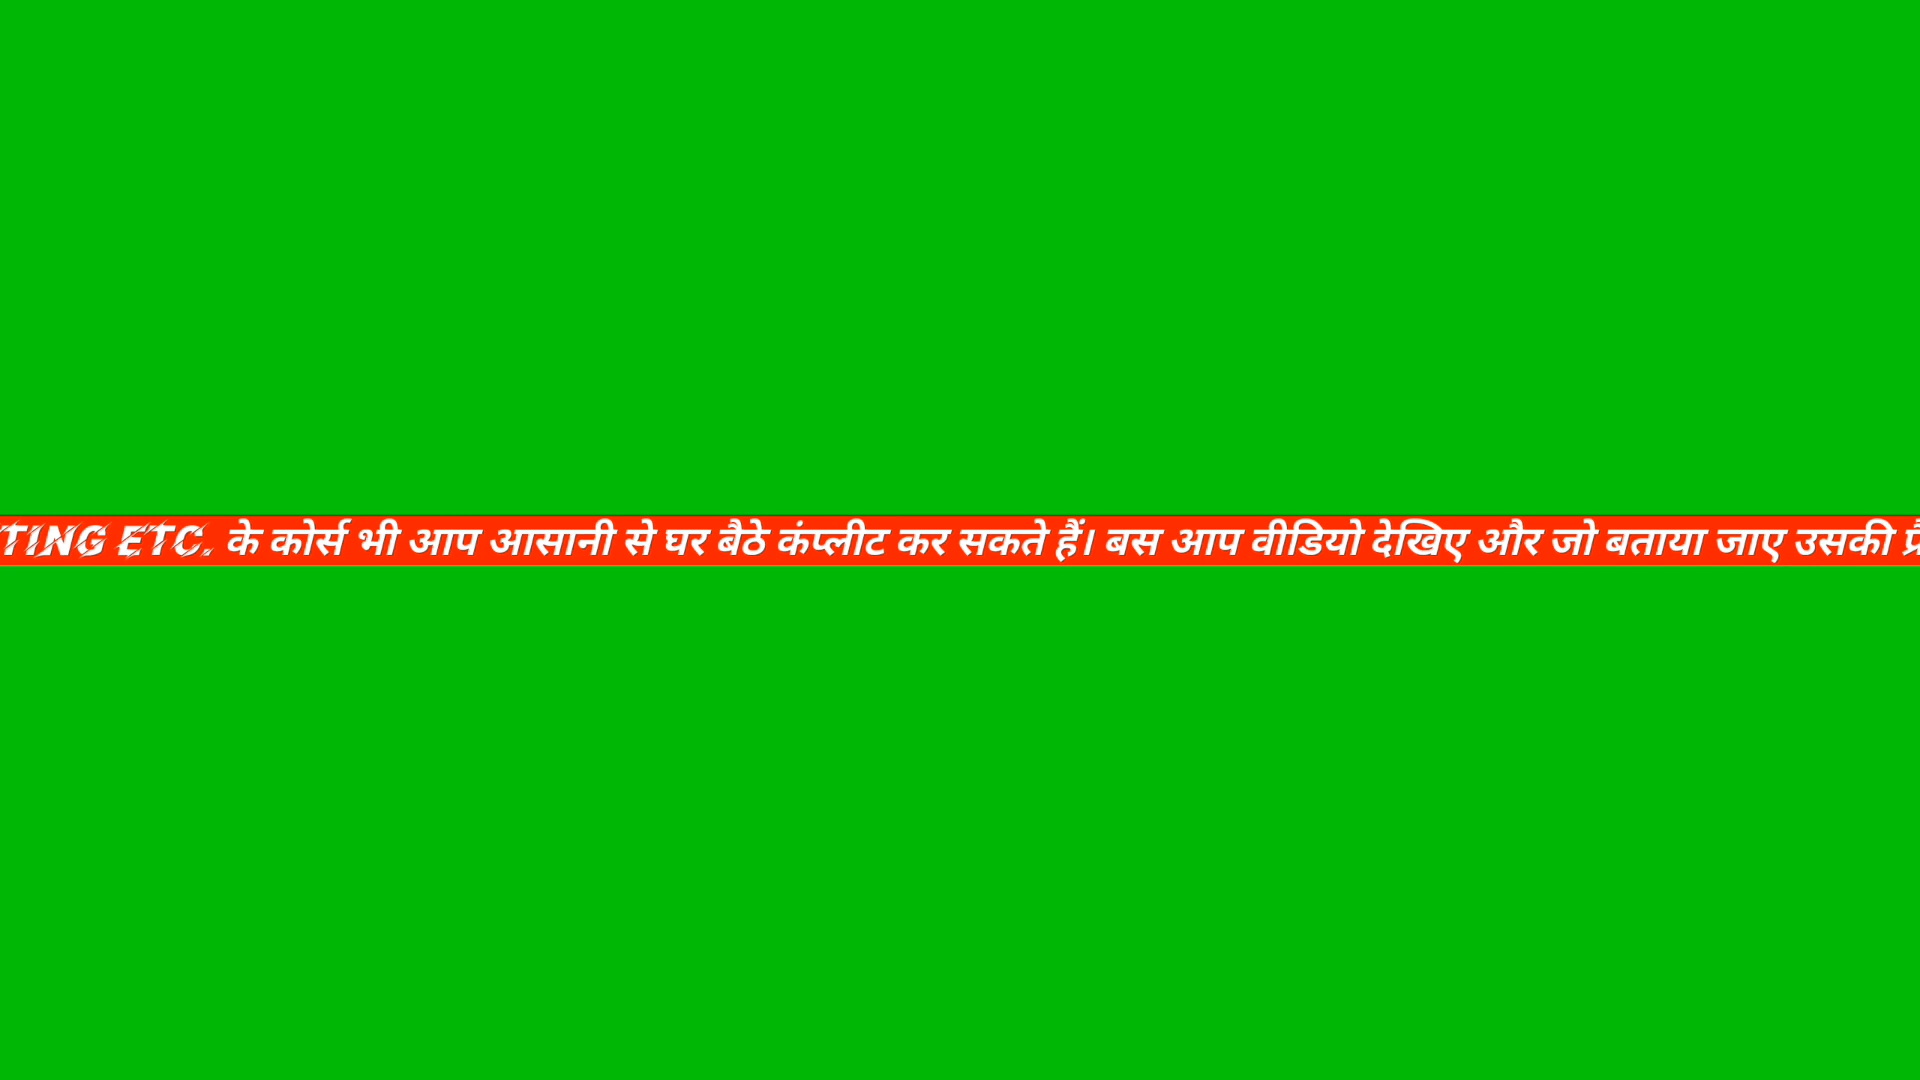 TING ETC. के कोर्स भी आप आसानी से घर बैठे कंप्लीट कर सकते हैं। बस आप वीडियो देखिए और जो बताया जाए उसकी